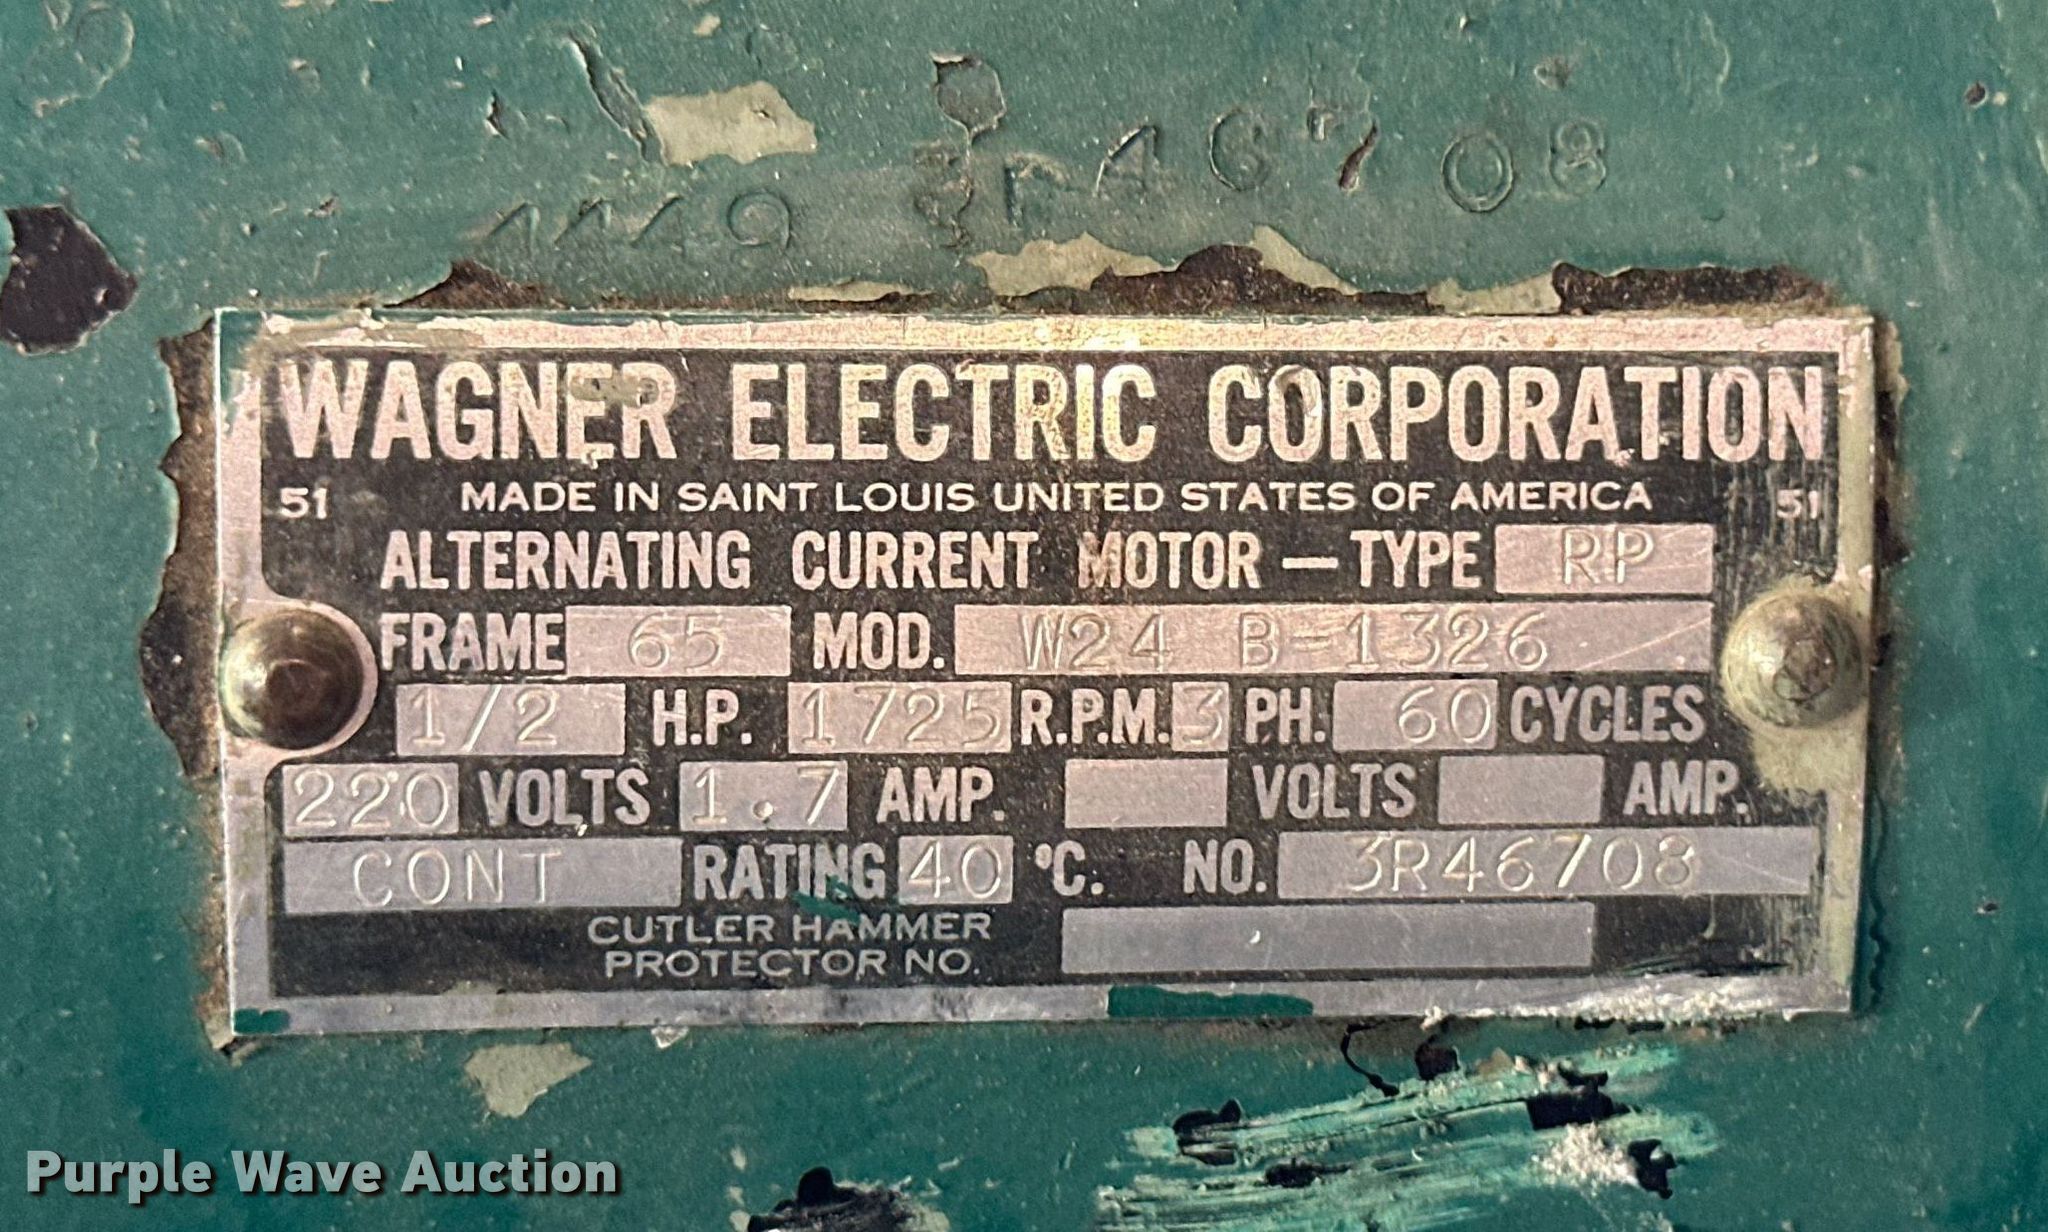 3R46708
WAGNER ELECTRIC CORPORATION
51 MADE IN SAINT LOUIS UNITED STATES OF AMERICA 51
ALTERNATING CURRENT MOTOR — TYPE RP
FRAME 65 MOD. W24 B-1326
1/2 H.P. 1725 R.P.M. 3 PH. 60 CYCLES
220 VOLTS 1.7 AMP. VOLTS AMP.
CONT RATING 40 °C. NO. 3R46708
CUTLER HAMMER
PROTECTOR NO.
Purple Wave Auction